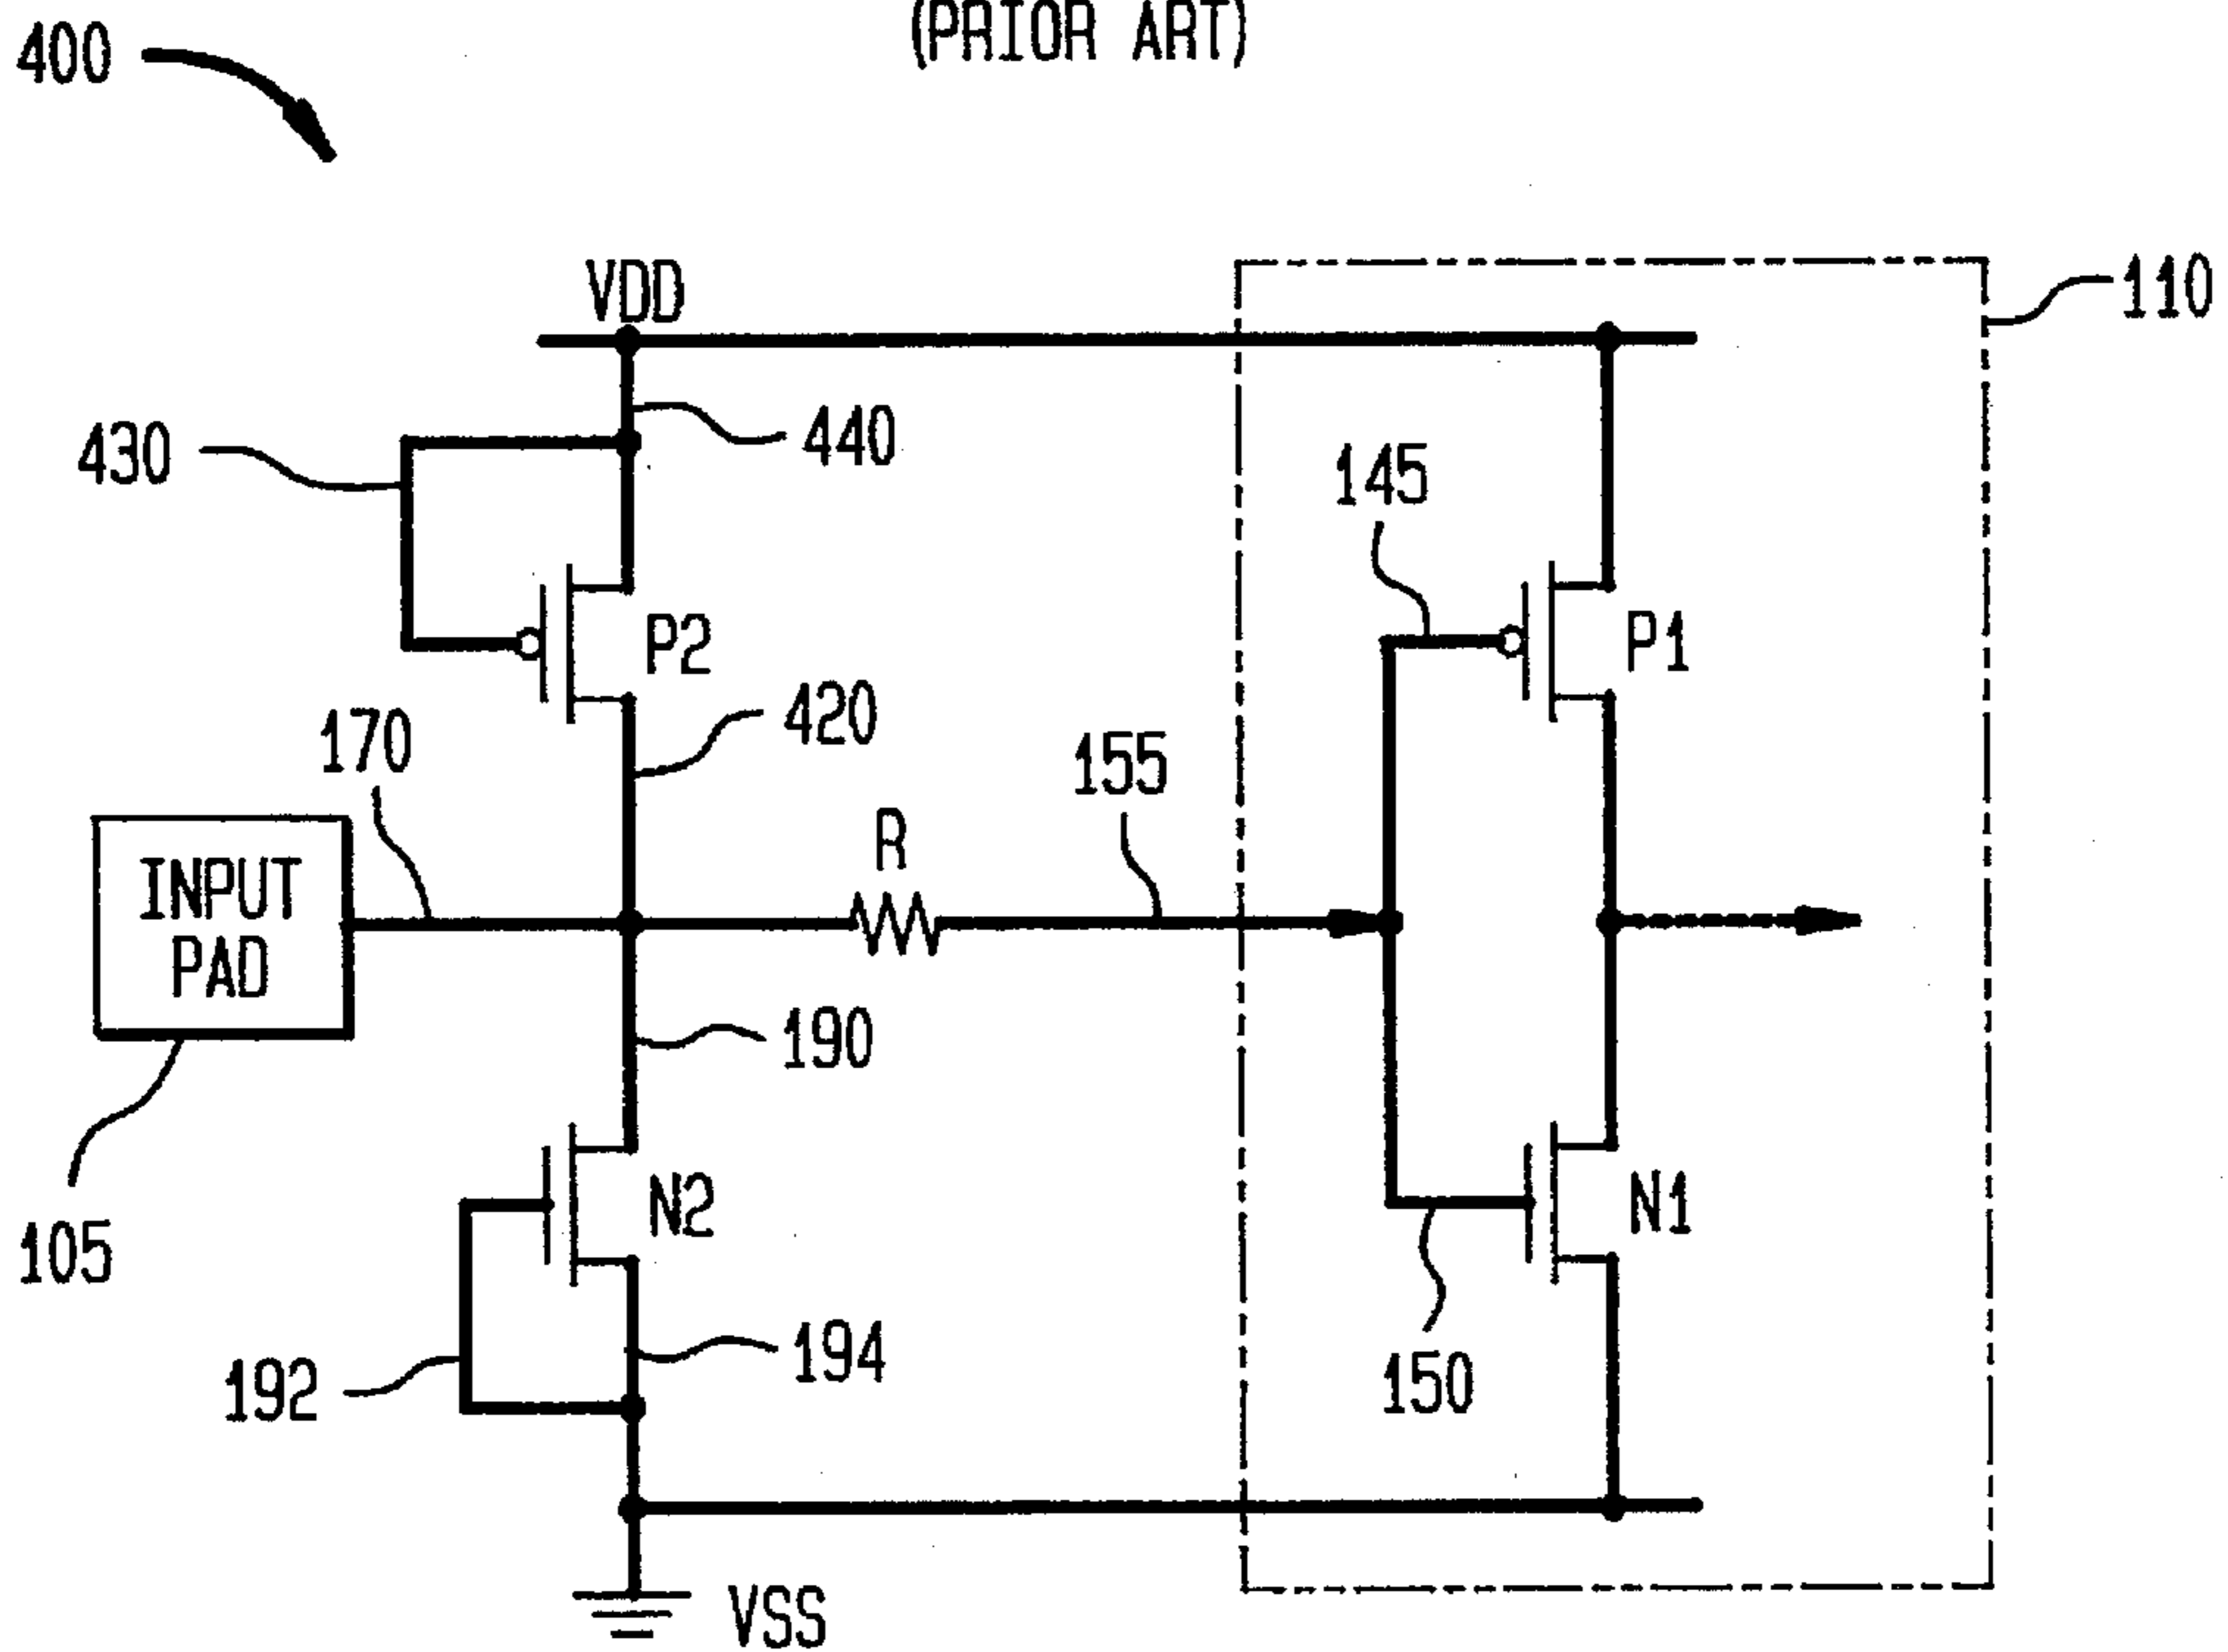 (PRIOR ART)
400
VDD
110
440
430
145
P2
P1
420
170
155
R
INPUT
PAD
190
N2
N1
105
194
192
150
VSS